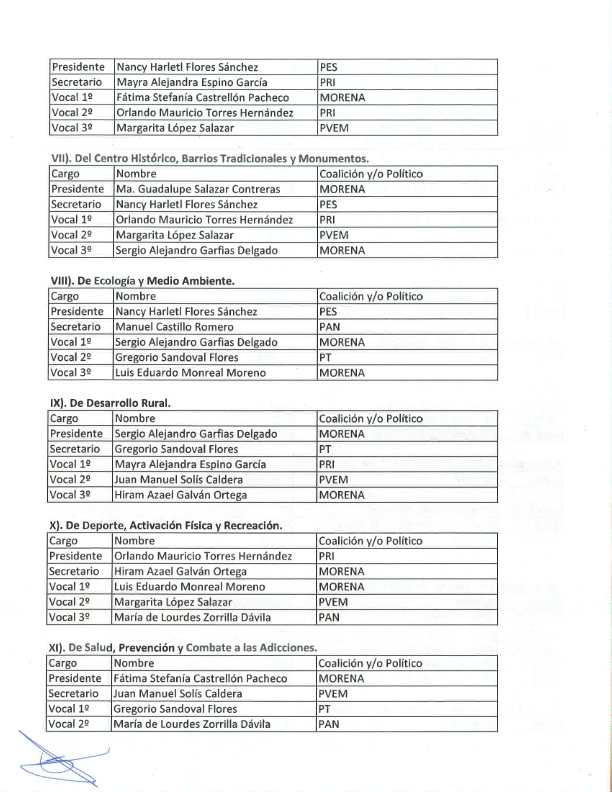 Presidente Nancy Harletl Flores Sánchez PES
Secretario Mayra Alejandra Espino García PRI
Vocal 1º Fátima Stefanía Castrellón Pacheco MORENA
Vocal 2º Orlando Mauricio Torres Hernández PRI
Vocal 3º Margarita López Salazar PVEM
VII). Del Centro Histórico, Barrios Tradicionales y Monumentos.
Cargo Nombre Coalición y/o Político
Presidente Ma. Guadalupe Salazar Contreras MORENA
Secretario Nancy Harletl Flores Sánchez PES
Vocal 1º Orlando Mauricio Torres Hernández PRI
Vocal 2º Margarita López Salazar PVEM
Vocal 3º Sergio Alejandro Garfias Delgado MORENA
VIII). De Ecología y Medio Ambiente.
Cargo Nombre Coalición y/o Político
Presidente Nancy Harletl Flores Sánchez PES
Secretario Manuel Castillo Romero PAN
Vocal 1º Sergio Alejandro Garfias Delgado MORENA
Vocal 2º Gregorio Sandoval Flores PT
Vocal 3º Luis Eduardo Monreal Moreno MORENA
IX). De Desarrollo Rural.
Cargo Nombre Coalición y/o Político
Presidente Sergio Alejandro Garfias Delgado MORENA
Secretario Gregorio Sandoval Flores PT
Vocal 1º Mayra Alejandra Espino García PRI
Vocal 2º Juan Manuel Solís Caldera PVEM
Vocal 3º Hiram Azael Galván Ortega MORENA
X). De Deporte, Activación Física y Recreación.
Cargo Nombre Coalición y/o Político
Presidente Orlando Mauricio Torres Hernández PRI
Secretario Hiram Azael Galván Ortega MORENA
Vocal 1º Luis Eduardo Monreal Moreno MORENA
Vocal 2º Margarita López Salazar PVEM
Vocal 3º María de Lourdes Zorrilla Dávila PAN
XI). De Salud, Prevención y Combate a las Adicciones.
Cargo Nombre Coalición y/o Político
Presidente Fátima Stefanía Castrellón Pacheco MORENA
Secretario Juan Manuel Solís Caldera PVEM
Vocal 1º Gregorio Sandoval Flores PT
Vocal 2º María de Lourdes Zorrilla Dávila PAN